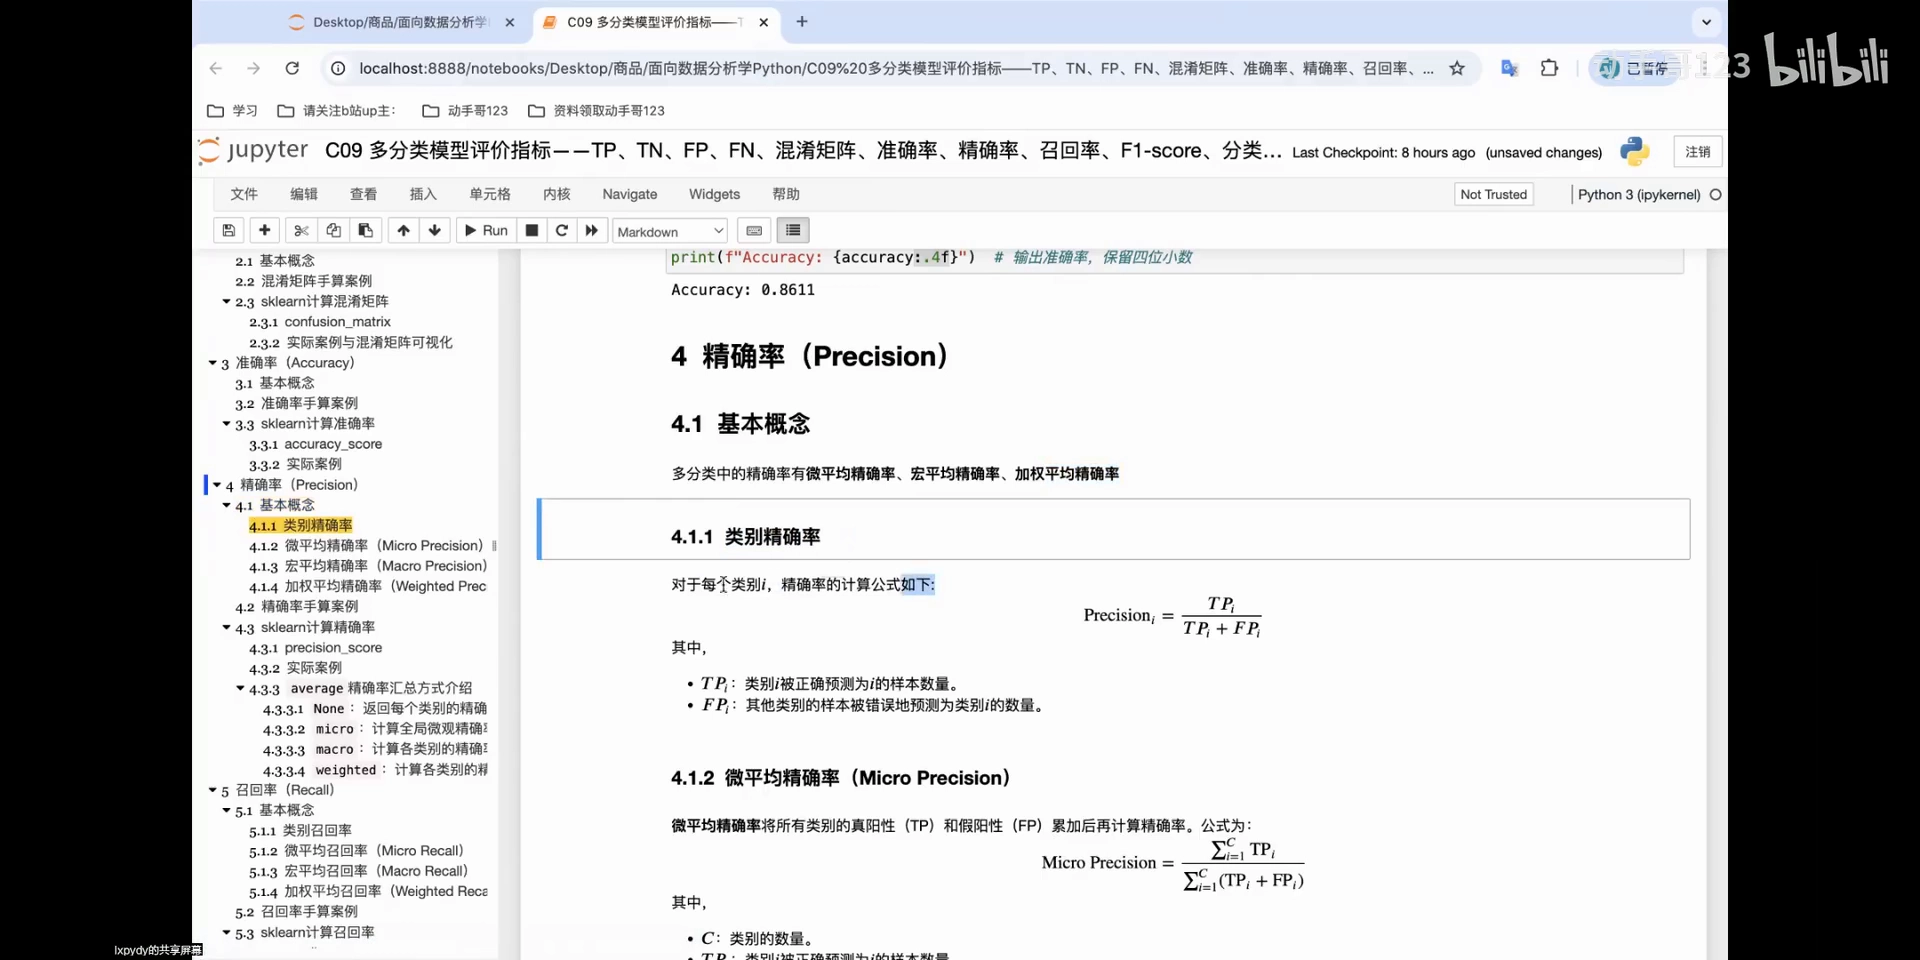 Desktop/商品/面向数据分析学
C09 多分类模型评价指标——T
localhost:8888/notebooks/Desktop/商品/面向数据分析学Python/C09%20多分类模型评价指标——TP、TN、FP、FN、混淆矩阵、准确率、精确率、召回率、...
已暂停
123 bilibili
学习
请关注b站up主:
动手哥123
资料领取动手哥123
jupyter C09 多分类模型评价指标——TP、TN、FP、FN、混淆矩阵、准确率、精确率、召回率、F1-score、分类... Last Checkpoint: 8 hours ago (unsaved changes)
注销
文件 编辑 查看 插入 单元格 内核 Navigate Widgets 帮助
Not Trusted
Python 3 (ipykernel)
Run
Markdown
2.1 基本概念
2.2 混淆矩阵手算案例
2.3 sklearn计算混淆矩阵
2.3.1 confusion_matrix
2.3.2 实际案例与混淆矩阵可视化
3 准确率（Accuracy）
3.1 基本概念
3.2 准确率手算案例
3.3 sklearn计算准确率
3.3.1 accuracy_score
3.3.2 实际案例
4 精确率（Precision）
4.1 基本概念
4.1.1 类别精确率
4.1.2 微平均精确率（Micro Precision）
4.1.3 宏平均精确率（Macro Precision）
4.1.4 加权平均精确率（Weighted Prec
4.2 精确率手算案例
4.3 sklearn计算精确率
4.3.1 precision_score
4.3.2 实际案例
4.3.3 average 精确率汇总方式介绍
4.3.3.1 None：返回每个类别的精确
4.3.3.2 micro：计算全局微观精确率
4.3.3.3 macro：计算各类别的精确率
4.3.3.4 weighted：计算各类别的精
5 召回率（Recall）
5.1 基本概念
5.1.1 类别召回率
5.1.2 微平均召回率（Micro Recall）
5.1.3 宏平均召回率（Macro Recall）
5.1.4 加权平均召回率（Weighted Reca
5.2 召回率手算案例
5.3 sklearn计算召回率
print(f"Accuracy: {accuracy:.4f}") # 输出准确率，保留四位小数
Accuracy: 0.8611
4 精确率（Precision）
4.1 基本概念
多分类中的精确率有微平均精确率、宏平均精确率、加权平均精确率
4.1.1 类别精确率
对于每个类别i，精确率的计算公式如下:
Precision_i = TP_i / (TP_i + FP_i)
其中，
• TP_i：类别i被正确预测为i的样本数量。
• FP_i：其他类别的样本被错误地预测为类别i的数量。
4.1.2 微平均精确率（Micro Precision）
微平均精确率将所有类别的真阳性（TP）和假阳性（FP）累加后再计算精确率。公式为：
Micro Precision = ∑_{i=1}^{C} TP_i / ∑_{i=1}^{C}(TP_i + FP_i)
其中，
• C：类别的数量。
lxpydy的共享屏幕